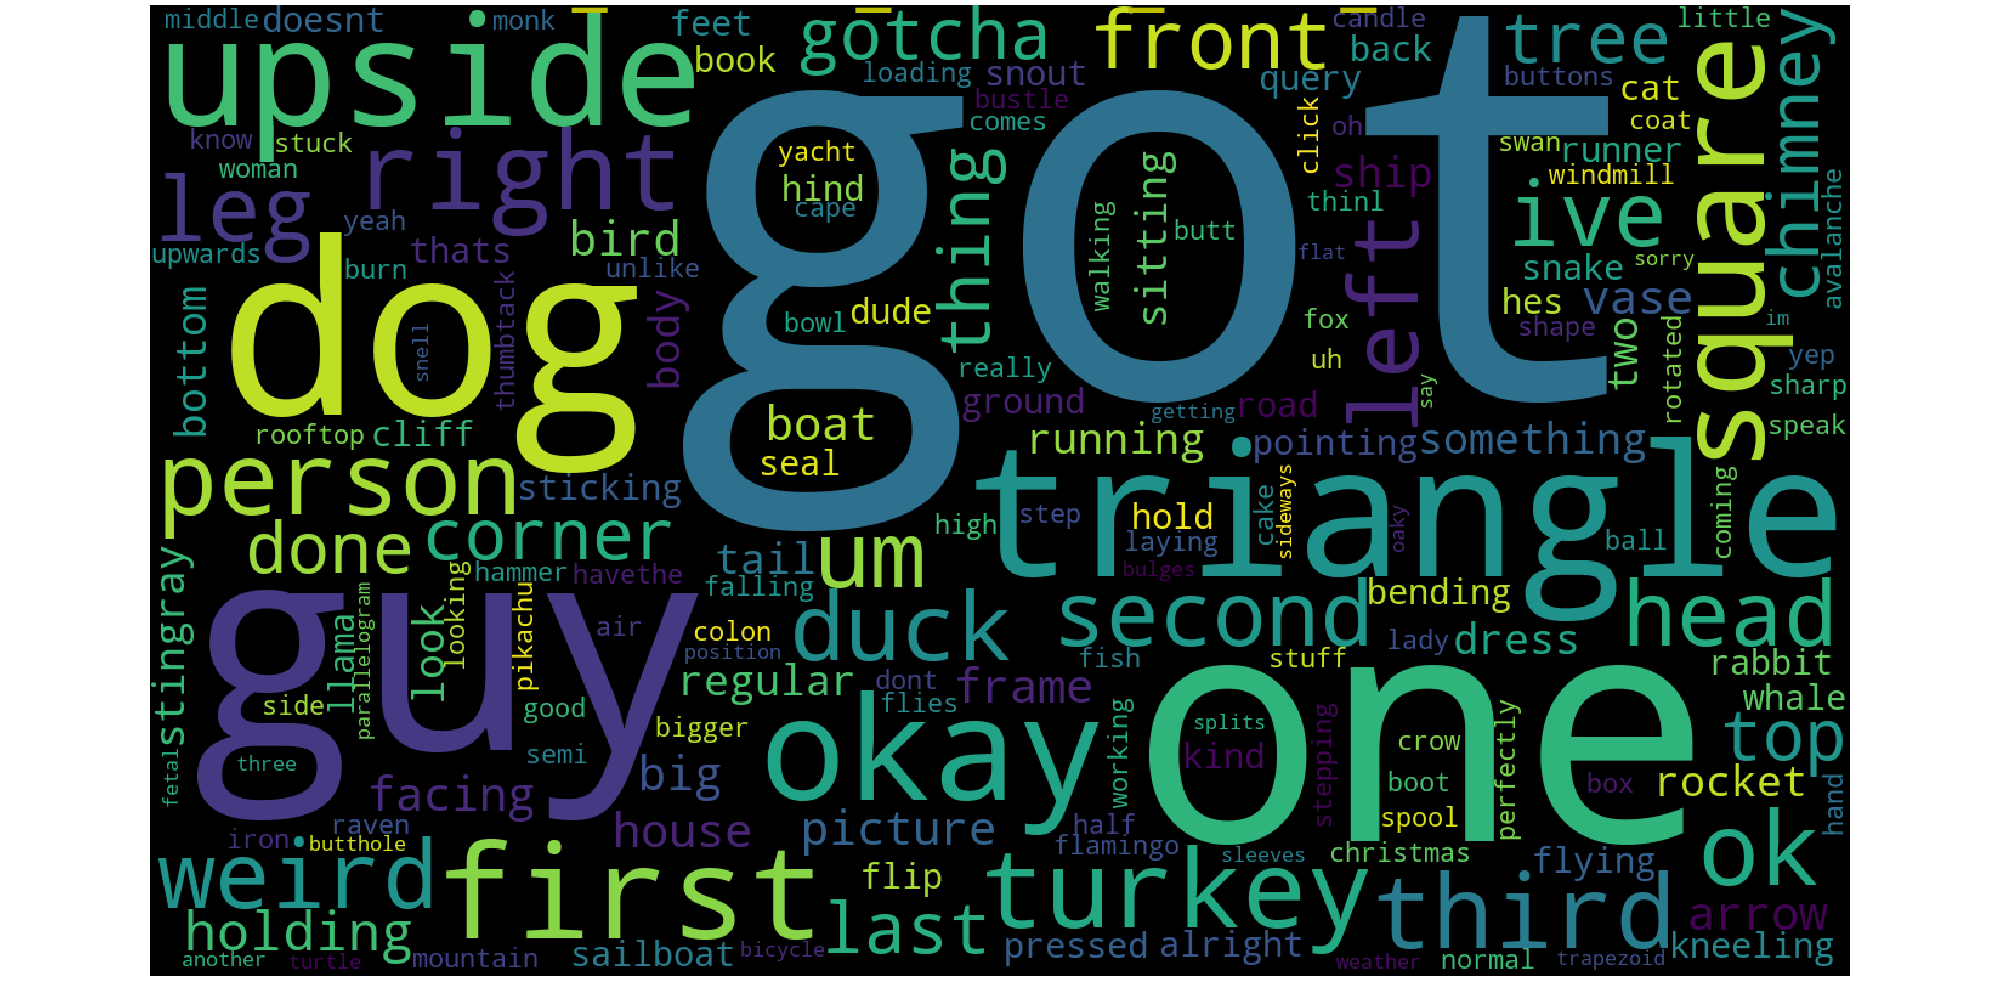 middle
doesnt
monk
feet
gotcha
front
candle
tree
little
upside
book
loading
snout
query
back
buttons
cat
chimney
bustle
comes
click
oh
coat
know
stuck
right
got
yacht
thing
sitting
ship
swan
runner
square
woman
leg
hind
windmill
yeah
cape
walking
butt
thinl
ive
avalanche
upwards
thats
bird
unlike
flat
left
snake
sorry
burn
dog
body
bottom
thumbtack
snell
bowl
dude
fox
hes
vase
im
uh
shape
two
rotated
yep
really
say
sharp
rooftop
cliff
boat
ground
getting
road
speak
person
seal
running
pointing
something
triangle
sticking
high
step
hold
cake
sideways
oaky
coming
done
corner
tail
um
laying
ball
stingray
hammer
havethe
falling
bulges
bending
guy
llama
parallelogram
look
looking
pikachu
air
colon
duck
second
head
position
lady
dress
fish
stuff
regular
dont
frame
rabbit
side
good
flies
whale
bigger
okay
working
splits
stepping
one
perfectly
top
fetal
three
semi
big
kind
crow
facing
boot
box
rocket
hand
iron
raven
house
picture
half
spool
butthole
flamingo
sleeves
christmas
flying
ok
weird
first
flip
turkey
third
holding
last
arrow
another
turtle
mountain
sailboat
bicycle
pressed
alright
weather
normal
trapezoid
kneeling